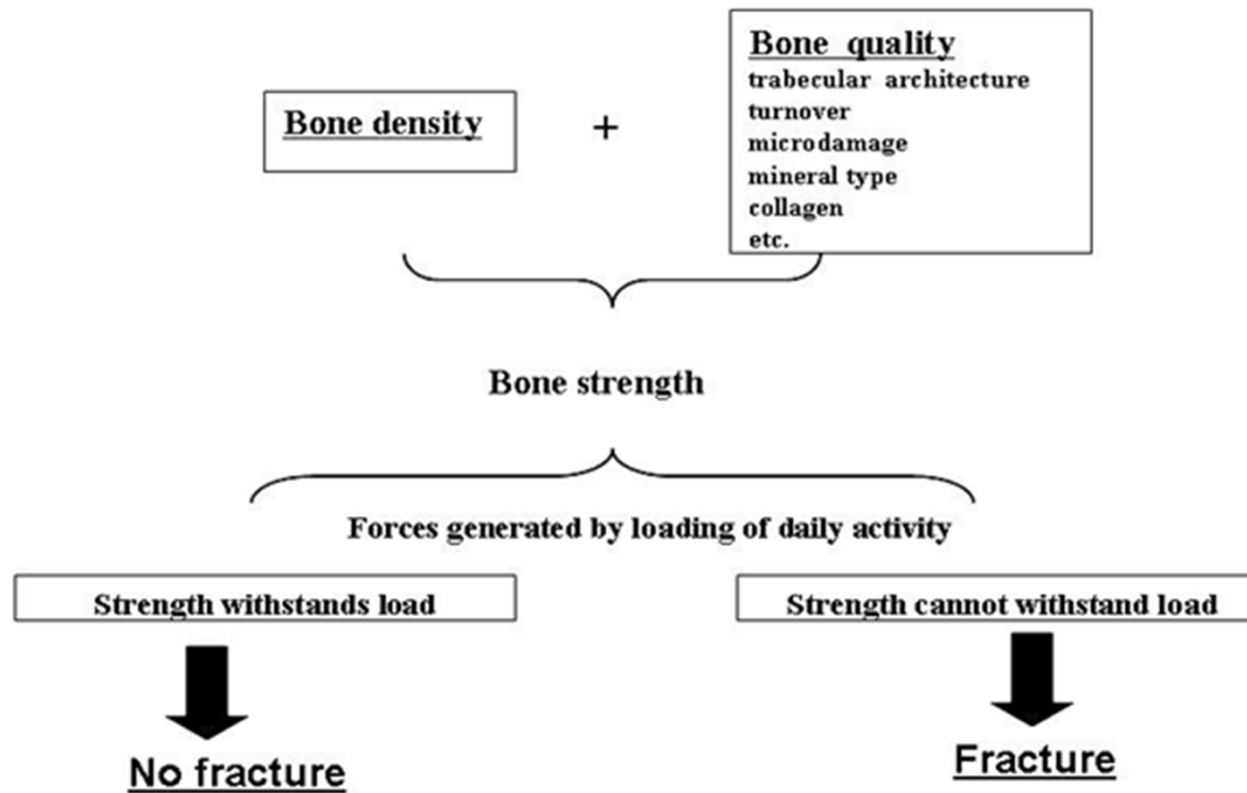 Bone density
+
Bone quality
trabecular architecture
turnover
microdamage
mineral type
collagen
etc.
Bone strength
Forces generated by loading of daily activity
Strength withstands load
Strength cannot withstand load
No fracture
Fracture